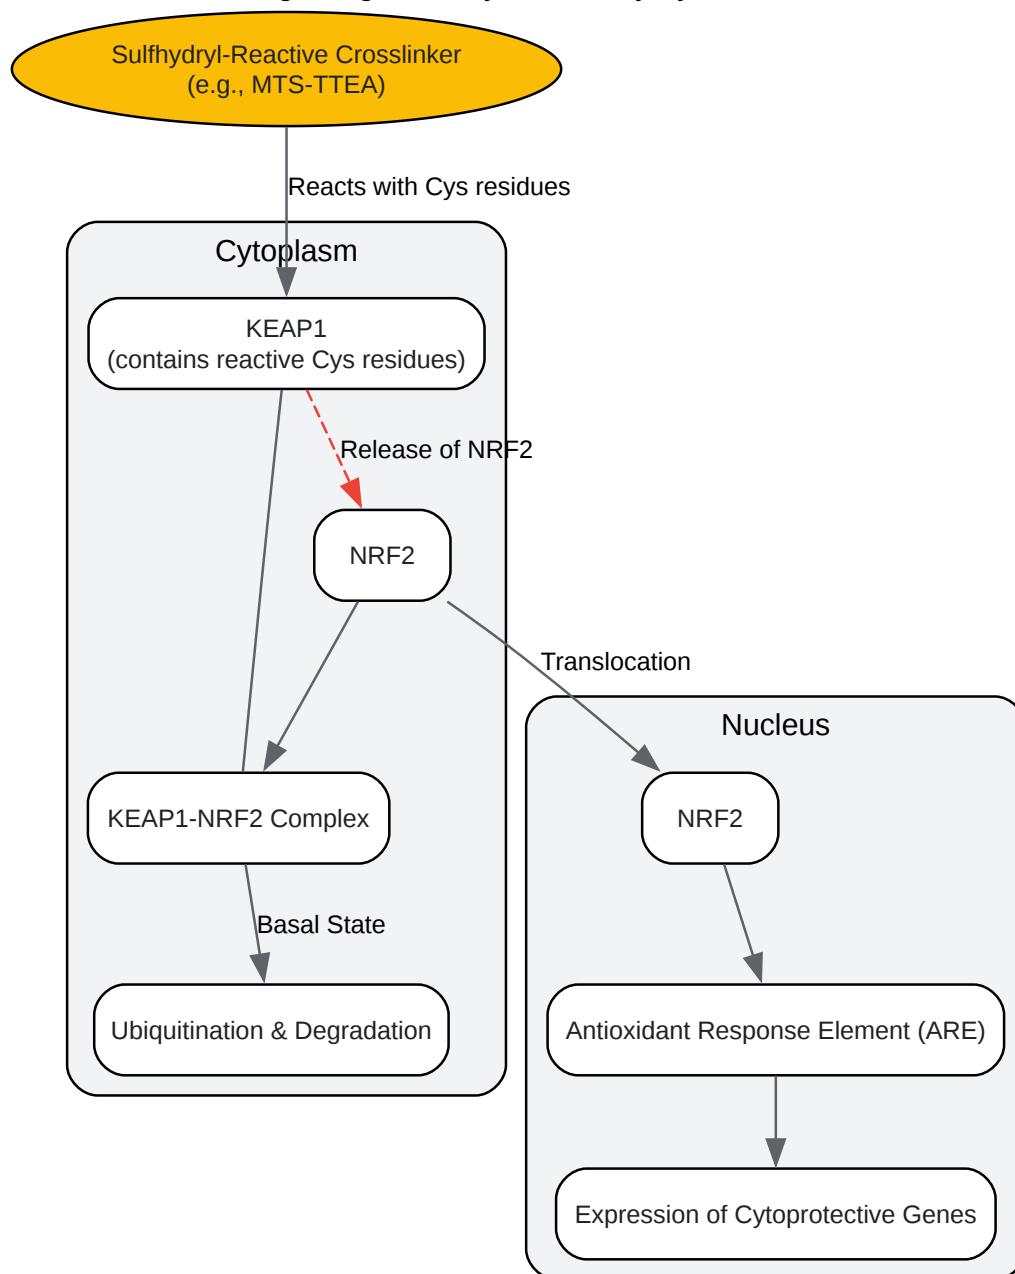 Sulfhydryl-Reactive Crosslinker
(e.g., MTS-TTEA)
Reacts with Cys residues
Cytoplasm
KEAP1
(contains reactive Cys residues)
Release of NRF2
NRF2
Translocation
Nucleus
KEAP1-NRF2 Complex
NRF2
Basal State
Ubiquitination & Degradation
Antioxidant Response Element (ARE)
Expression of Cytoprotective Genes